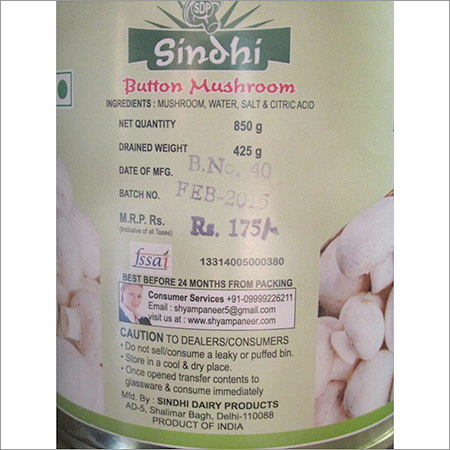 SDP
Sindhi
Button Mushroom
INGREDIENTS : MUSHROOM, WATER, SALT & CITRIC ACID
NET QUANTITY 850 g
DRAINED WEIGHT 425 g
DATE OF MFG. B.No. 40
BATCH NO. FEB-2015
M.R.P. Rs. Rs. 175/-
(Inclusive of all Taxes)
fssai 13314005000380
BEST BEFORE 24 MONTHS FROM PACKING
Consumer Services +91-09999226211
Email : shyampaneer5@gmail.com
visit us at : www.shyampaneer.com
CAUTION TO DEALERS/CONSUMERS
• Do not sell/consume a leaky or puffed bin.
• Store in a cool & dry place.
• Once opened transfer contents to
glassware & consume immediately
Mfd. By : SINDHI DAIRY PRODUCTS
AD-5, Shalimar Bagh, Delhi-110088
PRODUCT OF INDIA